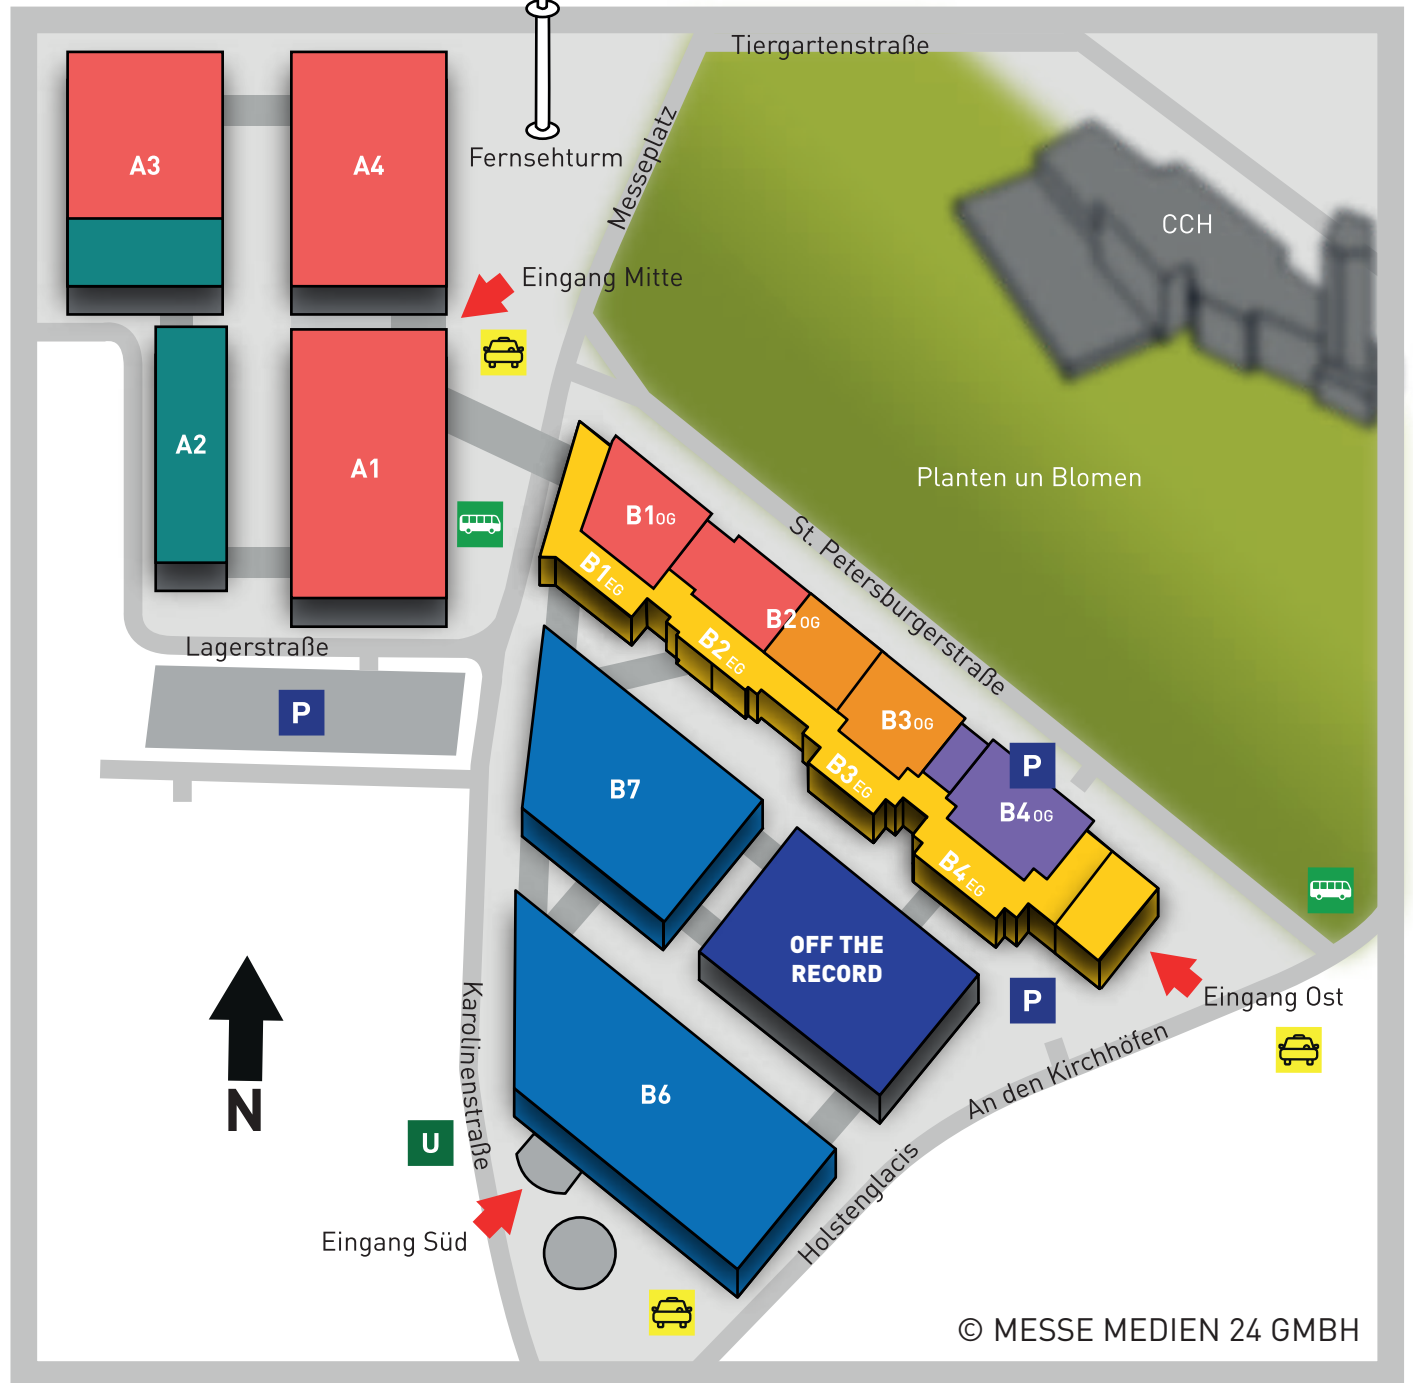 Tiergartenstraße
A3
A4
Fernsehturm
Messeplatz
CCH
Eingang Mitte
A2
A1
Planten un Blomen
B1OG
B1EG
St. Petersburgerstraße
B2OG
B2EG
Lagerstraße
P
B3OG
B3EG
P
B7
B4OG
B4EG
OFF THE
RECORD
P
Eingang Ost
Karolinenstraße
An den Kirchhöfen
B6
N
U
Holstenglacis
Eingang Süd
© MESSE MEDIEN 24 GMBH